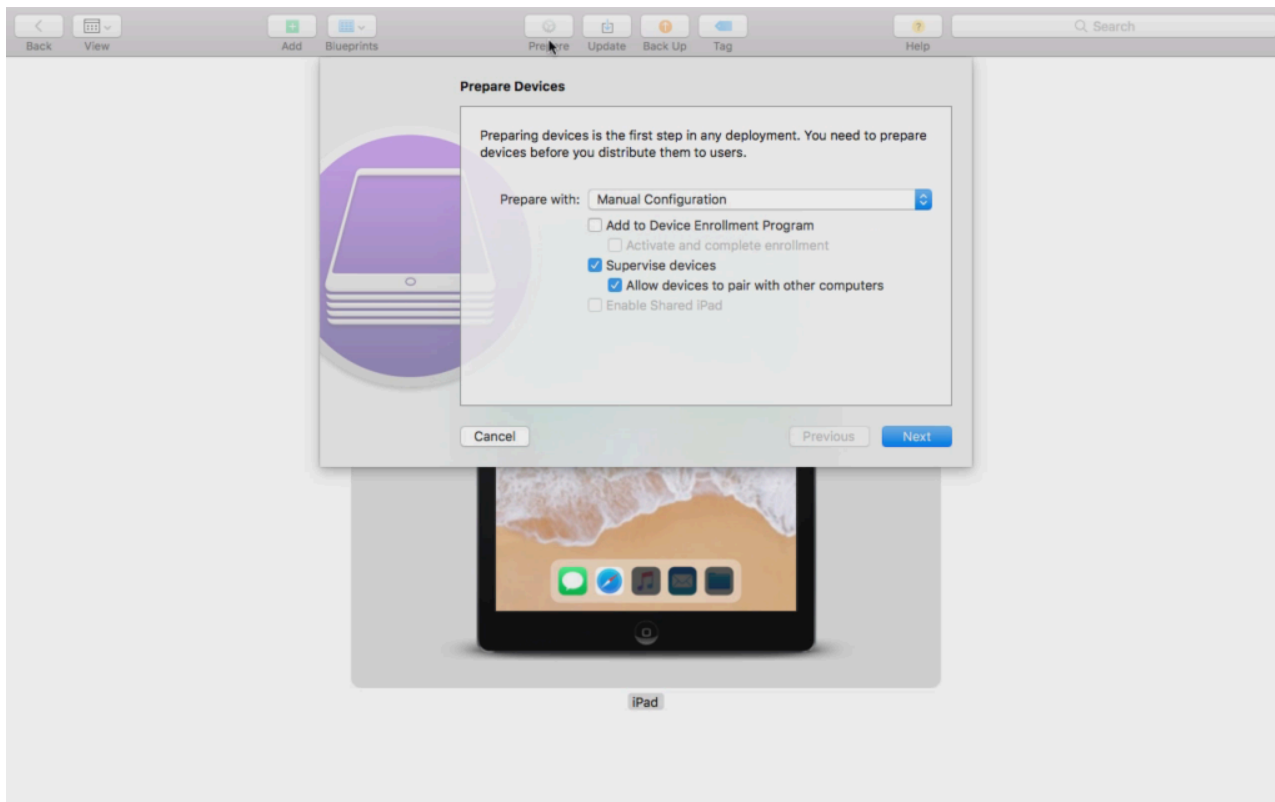 Back View Add Blueprints Prepare Update Back Up Tag Help Search
Prepare Devices
Preparing devices is the first step in any deployment. You need to prepare
devices before you distribute them to users.
Prepare with: Manual Configuration
Add to Device Enrollment Program
Activate and complete enrollment
Supervise devices
Allow devices to pair with other computers
Enable Shared iPad
Cancel Previous Next
iPad